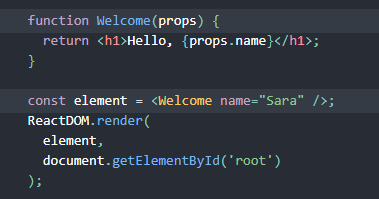 function Welcome(props) {
  return <h1>Hello, {props.name}</h1>;
}

const element = <Welcome name="Sara" />;
ReactDOM.render(
  element,
  document.getElementById('root')
);